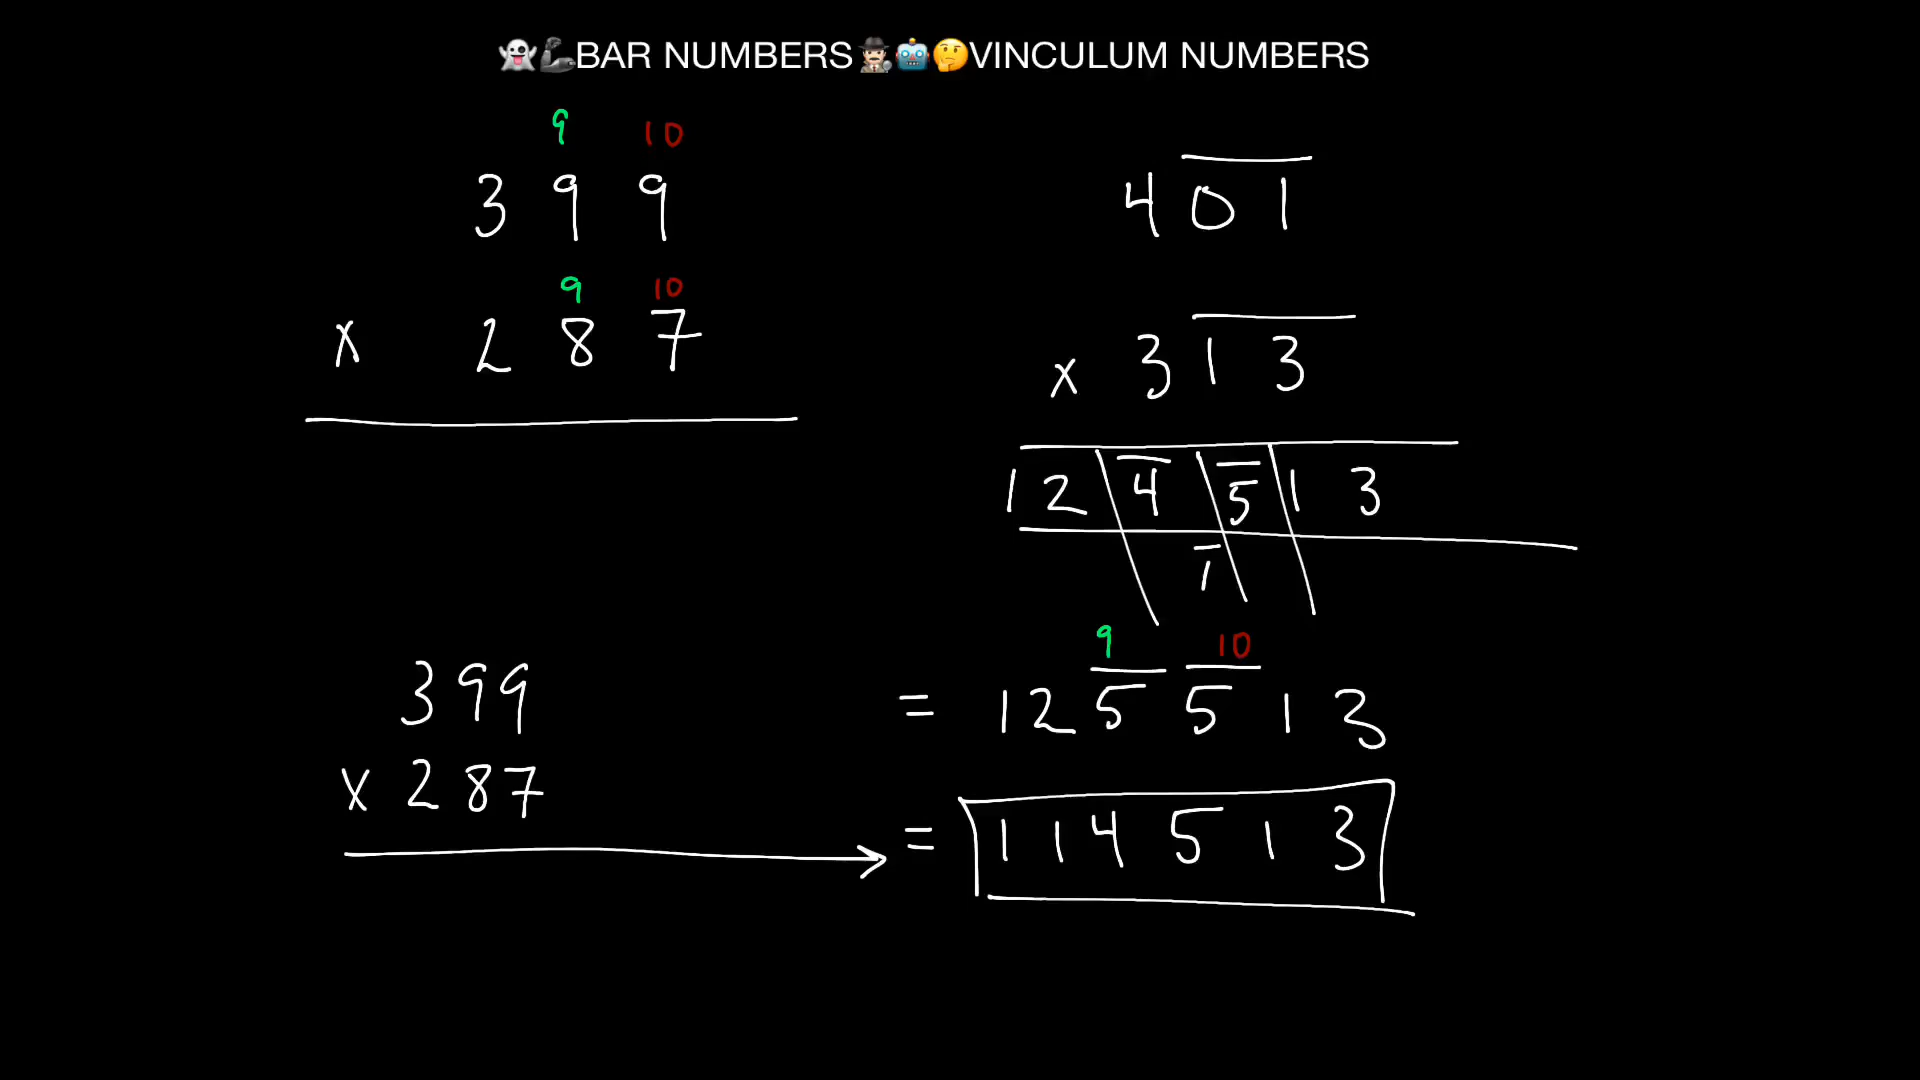 👻🦾BAR NUMBERS🕵🏻‍♂️🤖🤔VINCULUM NUMBERS
9 10
3 9 9
9 10
x 2 8 7
4 0̅ 1̅
x 3 1̅ 3̅
1 2 4̅ 5̅ 1 3
1̅
9 10
= 1 2 5̅ 5̅ 1 3
= 1 1 4 5 1 3
3 9 9
x 2 8 7